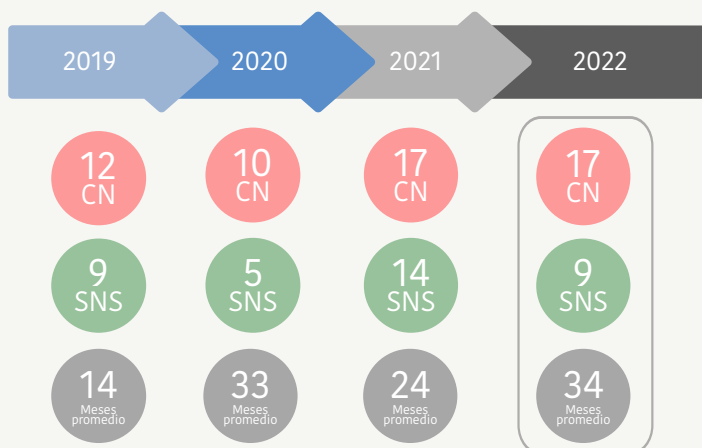 2019 2020 2021 2022
12 10 17 17
CN CN CN CN
9 5 14 9
SNS SNS SNS SNS
14 33 24 34
Meses Meses Meses Meses
promedio promedio promedio promedio